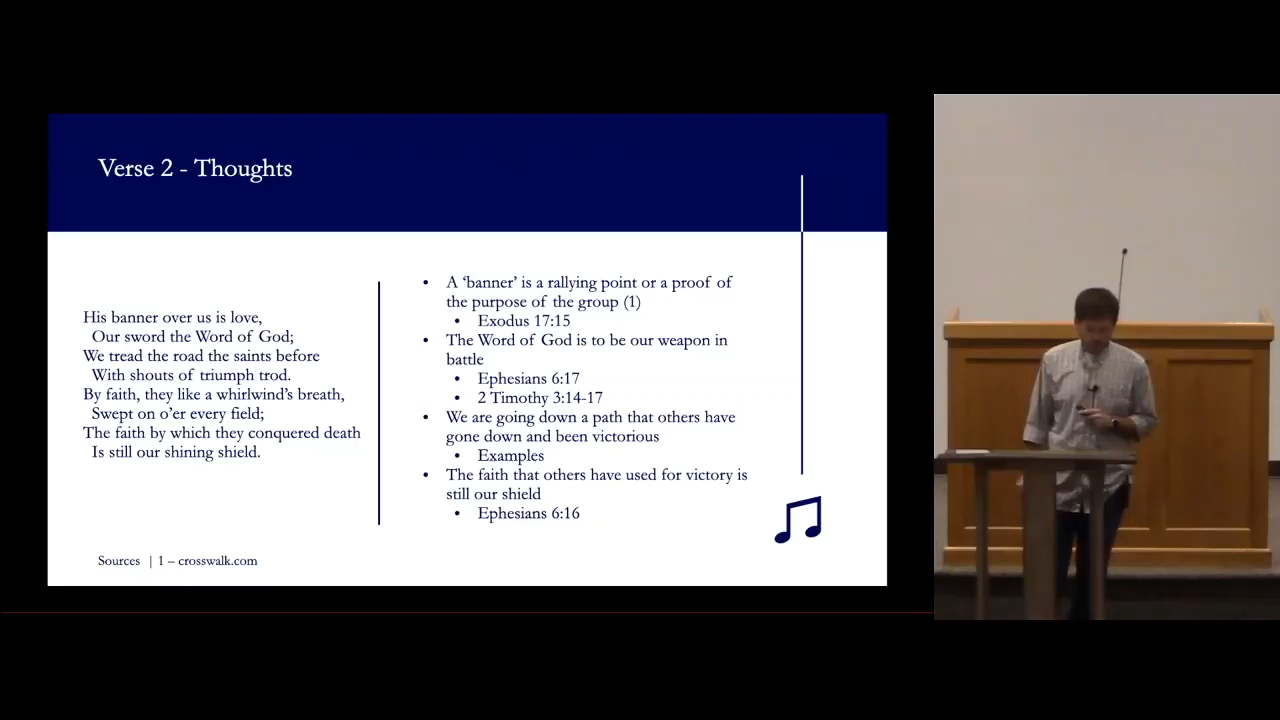 Verse 2 - Thoughts
His banner over us is love,
Our sword the Word of God;
We tread the road the saints before
With shouts of triumph trod.
By faith, they like a whirlwind's breath,
Swept on o'er every field;
The faith by which they conquered death
Is still our shining shield.
• A ‘banner’ is a rallying point or a proof of
the purpose of the group (1)
• Exodus 17:15
• The Word of God is to be our weapon in
battle
• Ephesians 6:17
• 2 Timothy 3:14-17
• We are going down a path that others have
gone down and been victorious
• Examples
• The faith that others have used for victory is
still our shield
• Ephesians 6:16
Sources | 1 – crosswalk.com